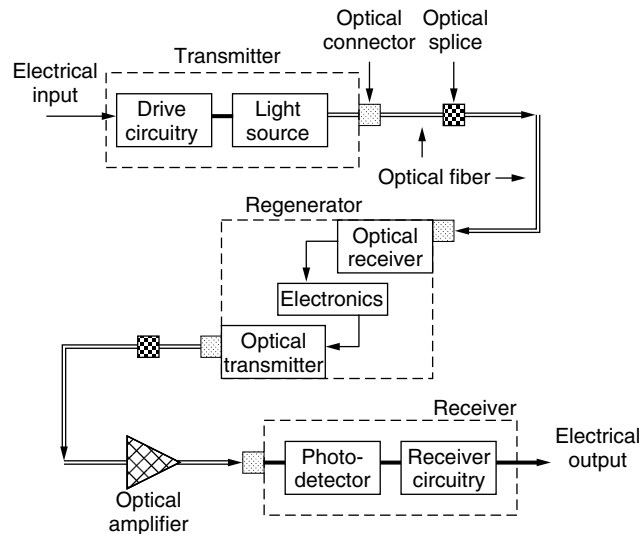 Optical
connector
Optical
splice
Transmitter
Electrical
input
Drive
circuitry
Light
source
Optical fiber
Regenerator
Optical
receiver
Electronics
Optical
transmitter
Receiver
Electrical
output
Photo-
detector
Receiver
circuitry
Optical
amplifier